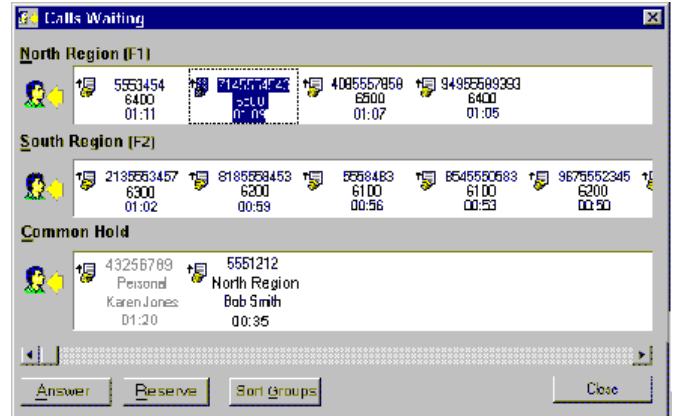 Calls Waiting
North Region (F1)
5553454 4085557858
6400 6500 6400
01:11 01:09 01:07 01:05
South Region (F2)
2135553457 8185558453 5558483 8545550583 9875552345
6300 6200 6100 6100 6200
01:02 00:59 00:56 00:53 00:50
Common Hold
43256789 5551212
Personal North Region
Karen Jones Bob Smith
01:20 00:35
Answer Reserve Sort Groups Close